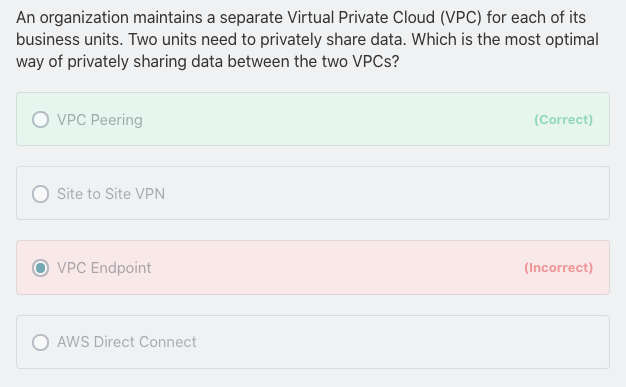 An organization maintains a separate Virtual Private Cloud (VPC) for each of its
business units. Two units need to privately share data. Which is the most optimal
way of privately sharing data between the two VPCs?
VPC Peering (Correct)
Site to Site VPN
VPC Endpoint (Incorrect)
AWS Direct Connect